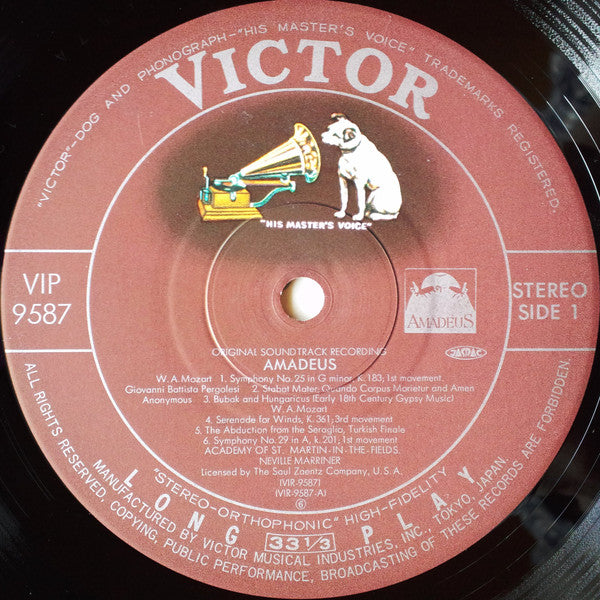 "VICTOR"-DOG AND PHONOGRAPH-"HIS MASTER'S VOICE" TRADEMARKS REGISTERED.
VICTOR
"HIS MASTER'S VOICE"
VIP
9587
AMADEUS
STEREO
SIDE 1
JASRAC
ORIGINAL SOUNDTRACK RECORDING
AMADEUS
W. A. Mozart 1. Symphony No. 25 in G minor, K. 183; 1st movement.
Giovanni Battista Pergolesi 2. Stabat Mater: Quando Corpus Morietur and Amen
Anonymous 3. Bubak and Hungaricus (Early 18th Century Gypsy Music)
W. A. Mozart
4. Serenade for Winds, K. 361; 3rd movement
5. The Abduction from the Seraglio, Turkish Finale
6. Symphony No. 29 in A, k. 201; 1st movement
ACADEMY OF ST. MARTIN-IN-THE-FIELDS.
NEVILLE MARRINER
Licensed by The Saul Zaentz Company, U. S. A.
(VIR-9587)
(VIR-9587-A)
6
"STEREO-ORTHOPHONIC" HIGH-FIDELITY
LONG 33 1/3 PLAY
MANUFACTURED BY VICTOR MUSICAL INDUSTRIES, INC., TOKYO, JAPAN
ALL RIGHTS RESERVED, COPYING, PUBLIC PERFORMANCE, BROADCASTING OF THESE RECORDS ARE FORBIDDEN.